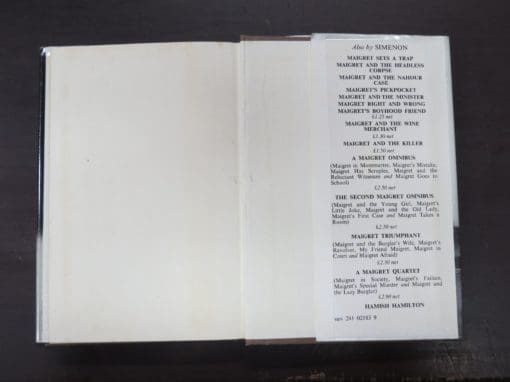 Also by SIMENON
MAIGRET SETS A TRAP
MAIGRET AND THE HEADLESS
CORPSE
MAIGRET AND THE NAHOUR
CASE
MAIGRET'S PICKPOCKET
MAIGRET AND THE MINISTER
MAIGRET RIGHT AND WRONG
MAIGRET'S BOYHOOD FRIEND
£1.25 net
MAIGRET AND THE WINE
MERCHANT
£1.30 net
MAIGRET AND THE KILLER
£1.50 net
A MAIGRET OMNIBUS
(Maigret in Montmartre, Maigret's Mistake,
Maigret Has Scruples, Maigret and the
Reluctant Witnesses and Maigret Goes to
School)
£2.50 net
THE SECOND MAIGRET OMNIBUS
(Maigret and the Young Girl, Maigret's
Little Joke, Maigret and the Old Lady,
Maigret's First Case and Maigret Takes a
Room)
£2.50 net
MAIGRET TRIUMPHANT
(Maigret and the Burglar's Wife, Maigret's
Revolver, My Friend Maigret, Maigret in
Court and Maigret Afraid)
£2.50 net
A MAIGRET QUARTET
(Maigret in Society, Maigret's Failure,
Maigret's Special Murder and Maigret and
the Lazy Burglar)
£2.90 net
HAMISH HAMILTON
SBN 241 02183 9